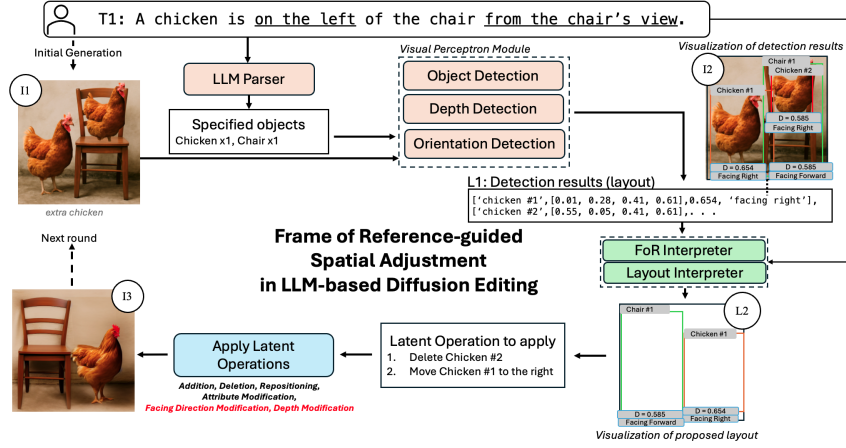 T1: A chicken is on the left of the chair from the chair's view.
Initial Generation
I1
extra chicken
LLM Parser
Specified objects
Chicken x1, Chair x1
Visual Perceptron Module
Object Detection
Depth Detection
Orientation Detection
Visualization of detection results
I2
Chair #1
Chicken #2
Chicken #1
D = 0.585
Facing Right
D = 0.654
Facing Right
D = 0.585
Facing Forward
L1: Detection results (layout)
['chicken #1',[0.01, 0.28, 0.41, 0.61],0.654, 'facing right'],
['chicken #2',[0.55, 0.05, 0.41, 0.61],. . .
Frame of Reference-guided
Spatial Adjustment
in LLM-based Diffusion Editing
FoR Interpreter
Layout Interpreter
L2
Chair #1
Chicken #1
D = 0.585
Facing Forward
D = 0.654
Facing Right
Visualization of proposed layout
Latent Operation to apply
1. Delete Chicken #2
2. Move Chicken #1 to the right
Apply Latent
Operations
Addition, Deletion, Repositioning,
Attribute Modification,
Facing Direction Modification, Depth Modification
I3
Next round